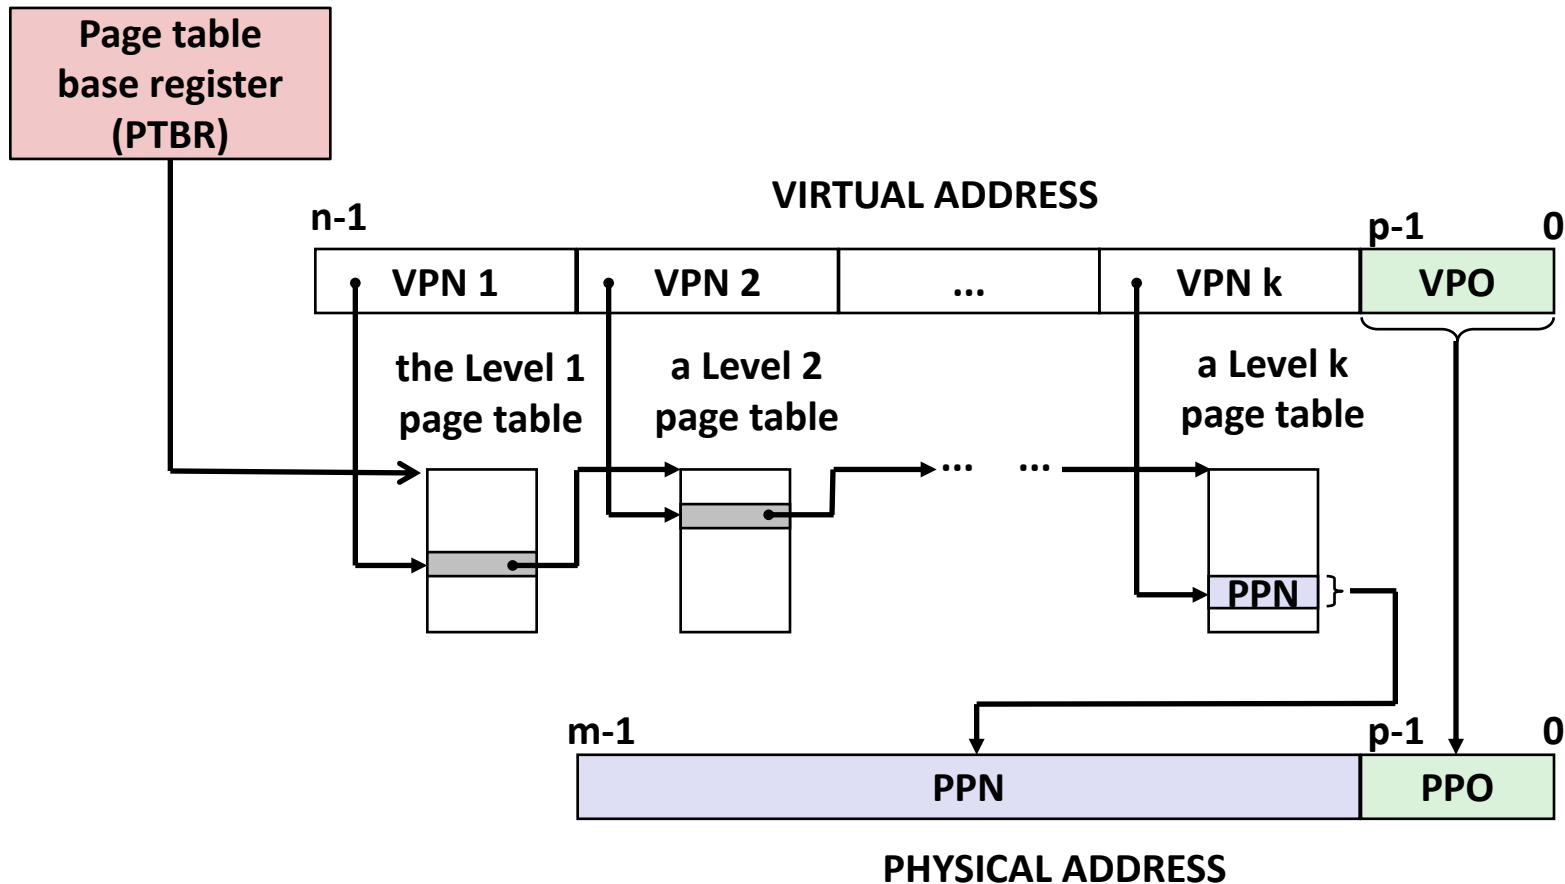 Page table
base register
(PTBR)
VIRTUAL ADDRESS
n-1
p-1
0
VPN 1
VPN 2
...
VPN k
VPO
the Level 1
page table
a Level 2
page table
a Level k
page table
...
...
PPN
m-1
p-1
0
PPN
PPO
PHYSICAL ADDRESS